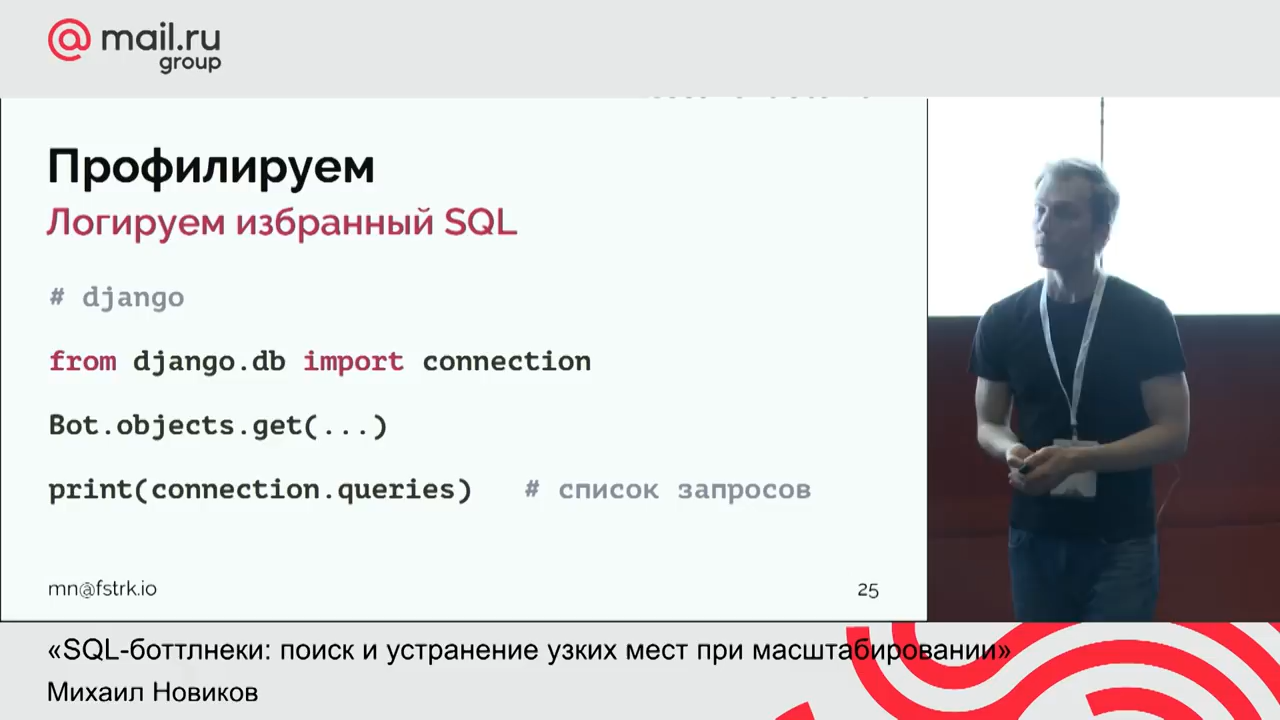 mail.ru
group
Профилируем
Логируем избранный SQL
# django
from django.db import connection
Bot.objects.get(...)
print(connection.queries) # список запросов
mn@fstrk.io
25
«SQL-боттлнеки: поиск и устранение узких мест при масштабировании»
Михаил Новиков